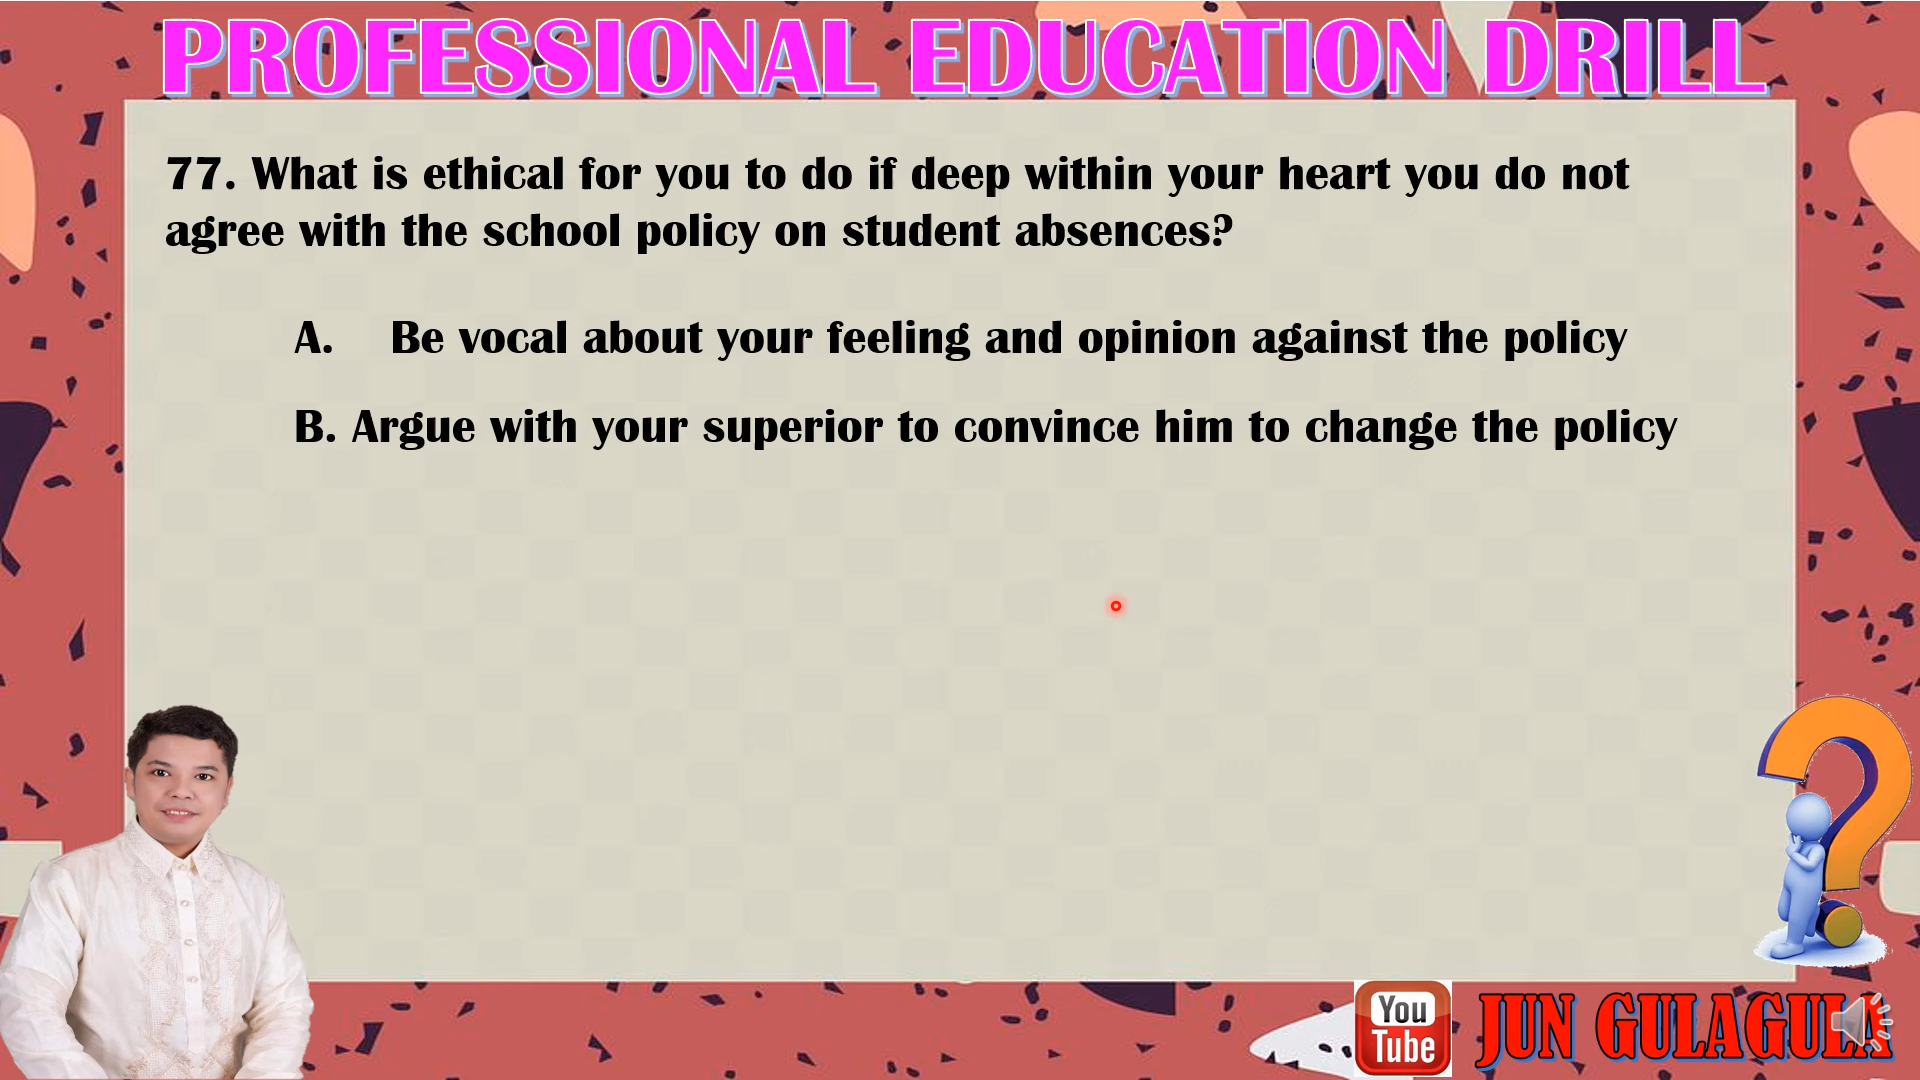 PROFESSIONAL EDUCATION DRILL
77. What is ethical for you to do if deep within your heart you do not
agree with the school policy on student absences?
A. Be vocal about your feeling and opinion against the policy
B. Argue with your superior to convince him to change the policy
You
Tube
JUN GULAGULA